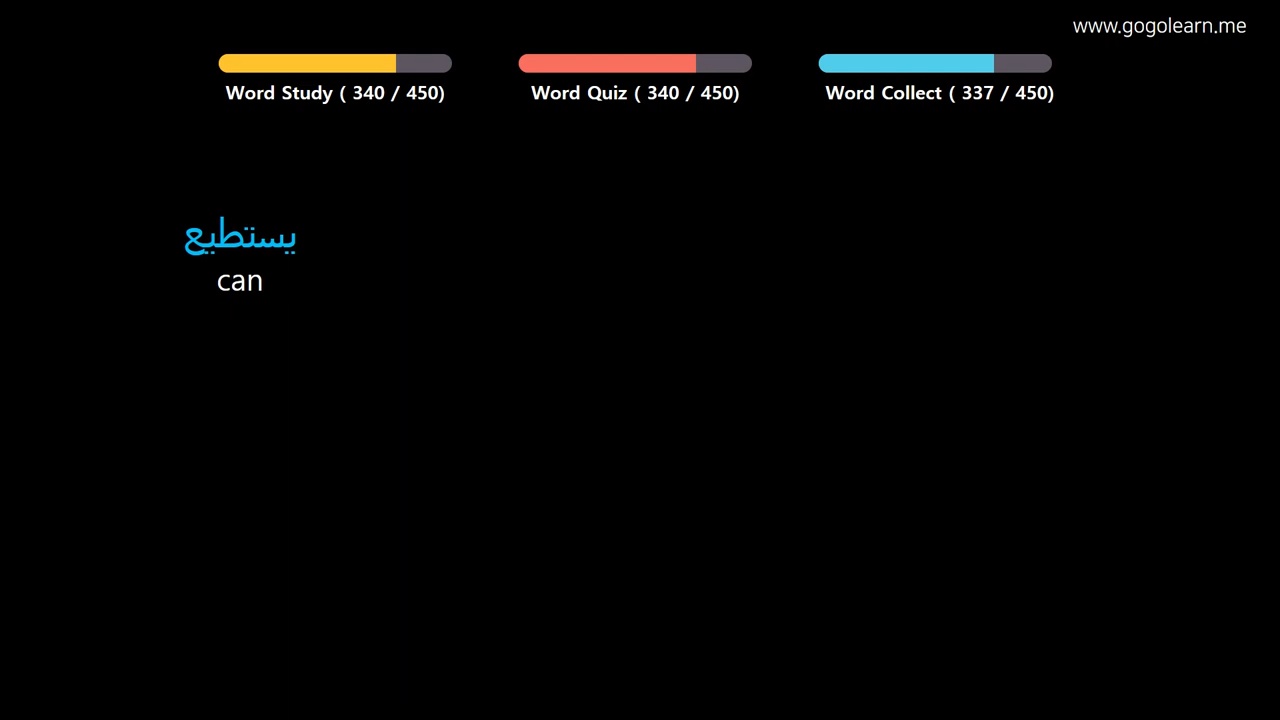 www.gogolearn.me
Word Study ( 340 / 450)
Word Quiz ( 340 / 450)
Word Collect ( 337 / 450)
يستطيع
can